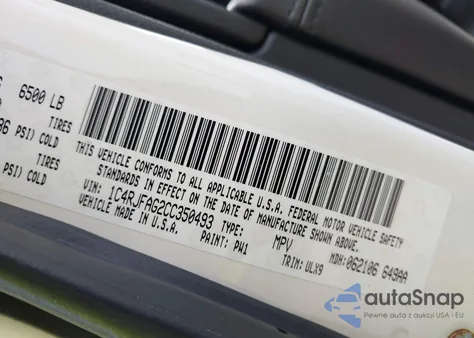 6500 LB
TIRES
PSI) COLD
TIRES
PSI) COLD
THIS VEHICLE CONFORMS TO ALL APPLICABLE U.S.A. FEDERAL MOTOR VEHICLE SAFETY
STANDARDS IN EFFECT ON THE DATE OF MANUFACTURE SHOWN ABOVE.
VIN: 1C4RJFAG2CC350493 TYPE: MPV MDH: 062106 649AA
VEHICLE MADE IN U.S.A. PAINT: PW1 TRIM: ULX9
autoSnap
Pewne auta z aukcji USA i EU